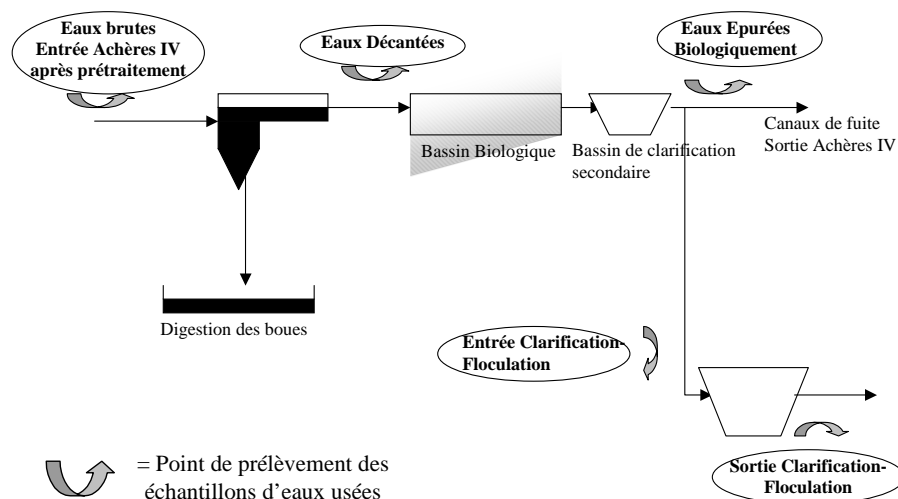 Eaux brutes
Entrée Achères IV
après prétraitement
Eaux Décantées
Eaux Epurées
Biologiquement
Bassin Biologique
Bassin de clarification
secondaire
Canaux de fuite
Sortie Achères IV
Digestion des boues
Entrée Clarification-
Floculation
= Point de prélèvement des
échantillons d'eaux usées
Sortie Clarification-
Floculation